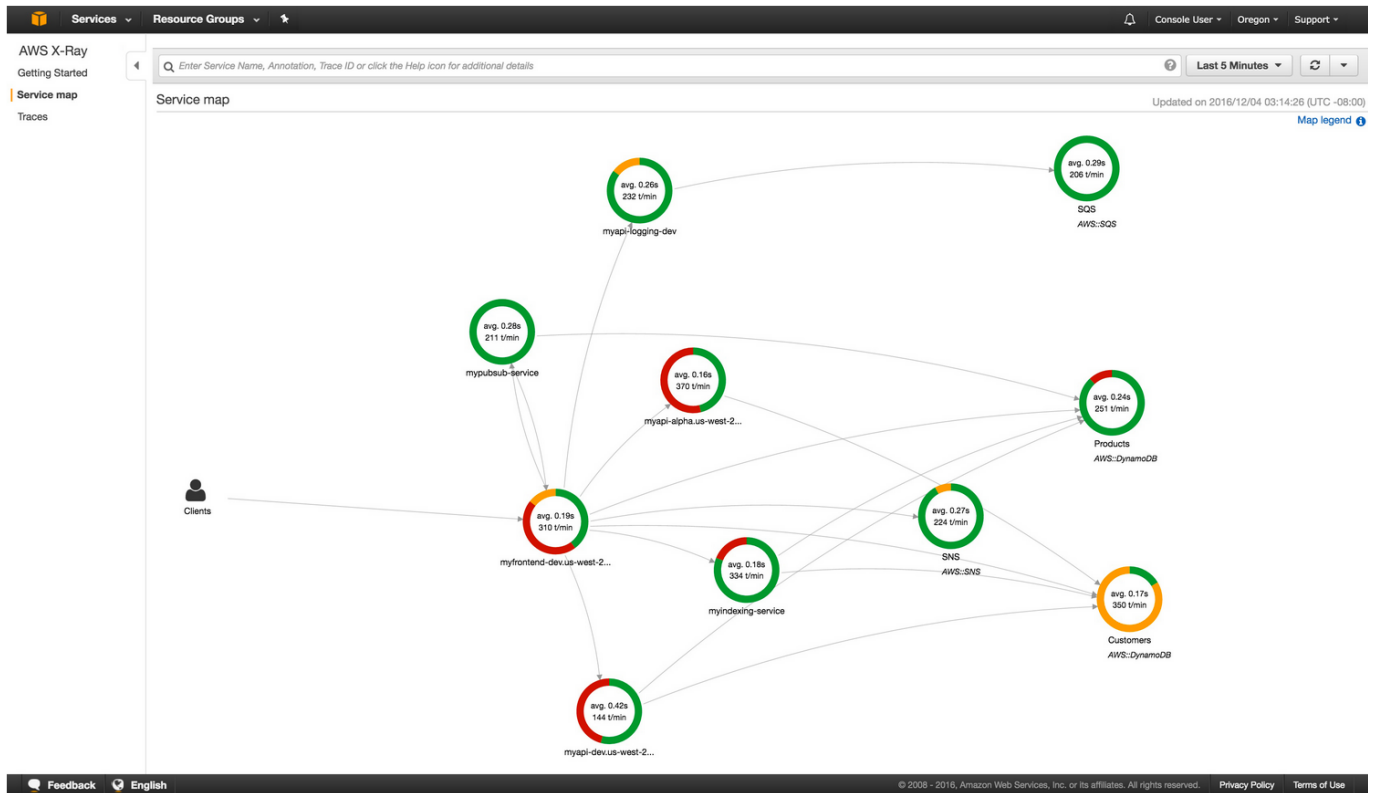 Services
Resource Groups
Console User
Oregon
Support
AWS X-Ray
Getting Started
Service map
Traces
Enter Service Name, Annotation, Trace ID or click the Help icon for additional details
Last 5 Minutes
Service map
Updated on 2016/12/04 03:14:26 (UTC -08:00)
Map legend
avg. 0.29s
206 t/min
SQS
AWS::SQS
avg. 0.26s
232 t/min
myapi-logging-dev
avg. 0.28s
211 t/min
mypubsub-service
avg. 0.16s
370 t/min
myapi-alpha.us-west-2...
avg. 0.24s
251 t/min
Products
AWS::DynamoDB
Clients
avg. 0.19s
310 t/min
myfrontend-dev.us-west-2...
avg. 0.27s
224 t/min
SNS
AWS::SNS
avg. 0.18s
334 t/min
myindexing-service
avg. 0.17s
350 t/min
Customers
AWS::DynamoDB
avg. 0.42s
144 t/min
myapi-dev.us-west-2...
Feedback
English
© 2008 - 2016, Amazon Web Services, Inc. or its affiliates. All rights reserved.
Privacy Policy
Terms of Use